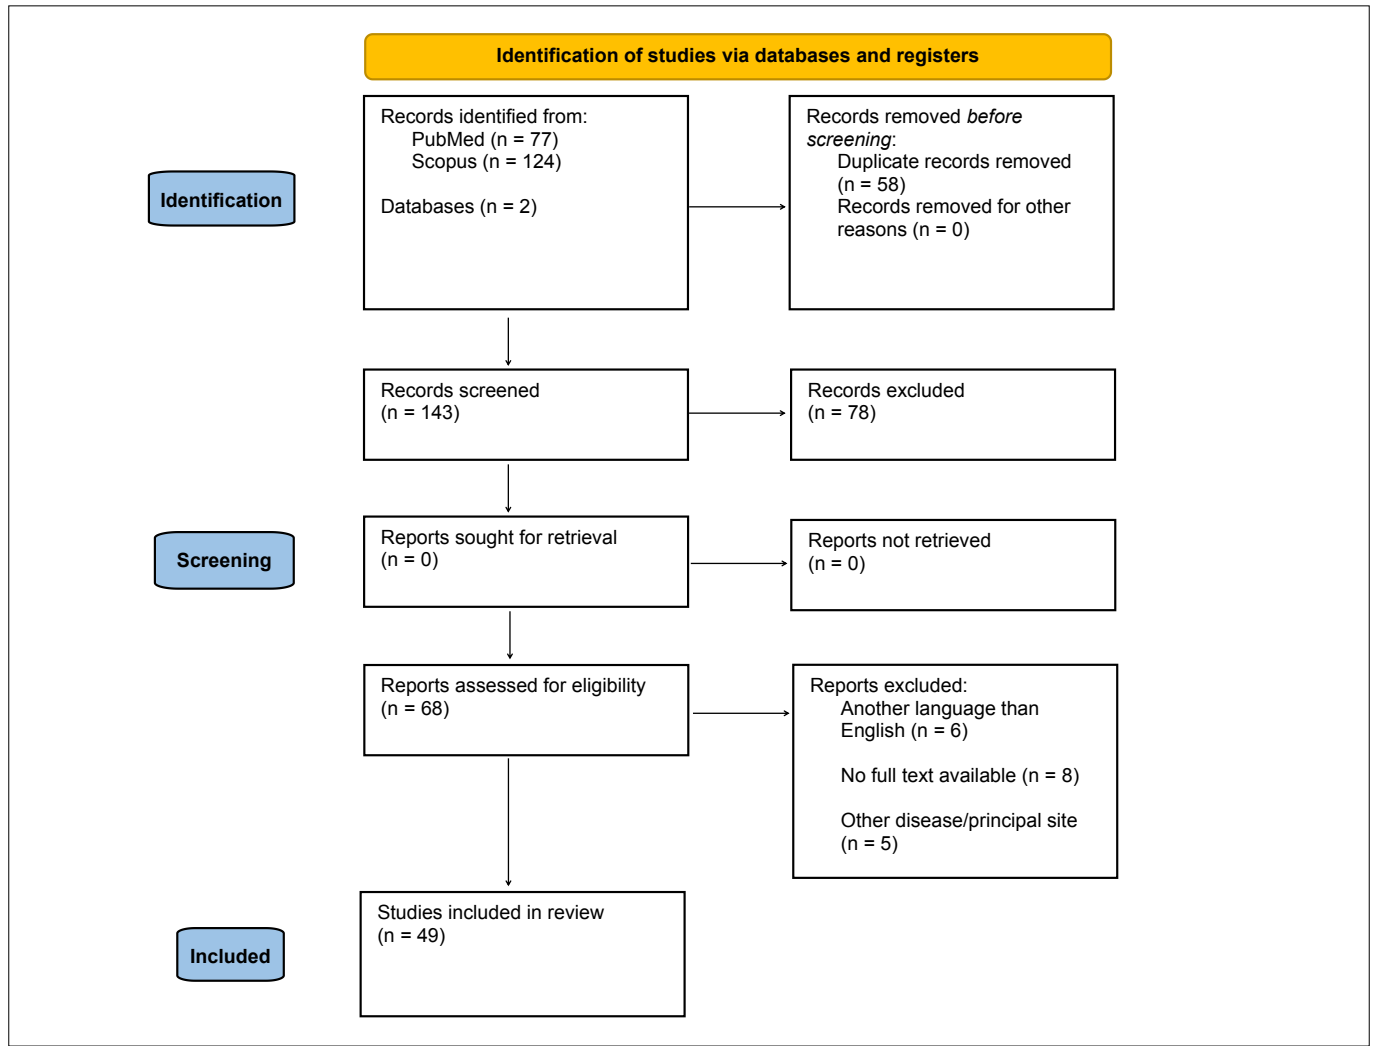 Identification of studies via databases and registers
Identification
Records identified from:
PubMed (n = 77)
Scopus (n = 124)
Databases (n = 2)
Records removed before
screening:
Duplicate records removed
(n = 58)
Records removed for other
reasons (n = 0)
Records screened
(n = 143)
Records excluded
(n = 78)
Screening
Reports sought for retrieval
(n = 0)
Reports not retrieved
(n = 0)
Reports assessed for eligibility
(n = 68)
Reports excluded:
Another language than
English (n = 6)
No full text available (n = 8)
Other disease/principal site
(n = 5)
Included
Studies included in review
(n = 49)